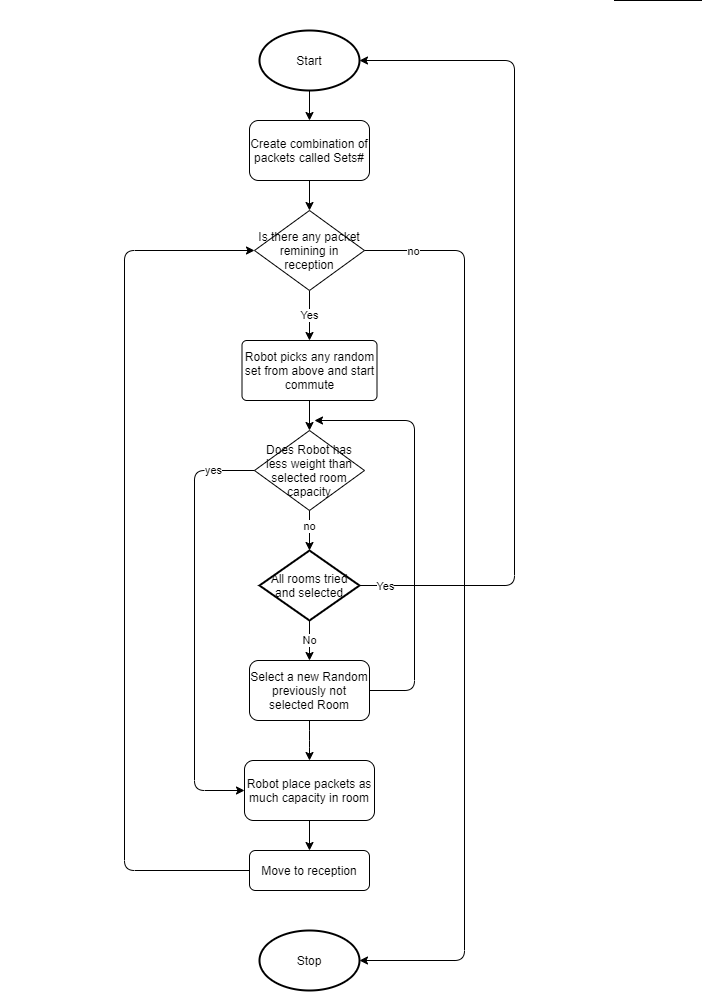 Start
Create combination of
packets called Sets#
Is there any packet
remining in
reception
no
Yes
Robot picks any random
set from above and start
commute
Does Robot has
less weight than
selected room
capacity
yes
no
All rooms tried
and selected
Yes
No
Select a new Random
previously not
selected Room
Robot place packets as
much capacity in room
Move to reception
Stop